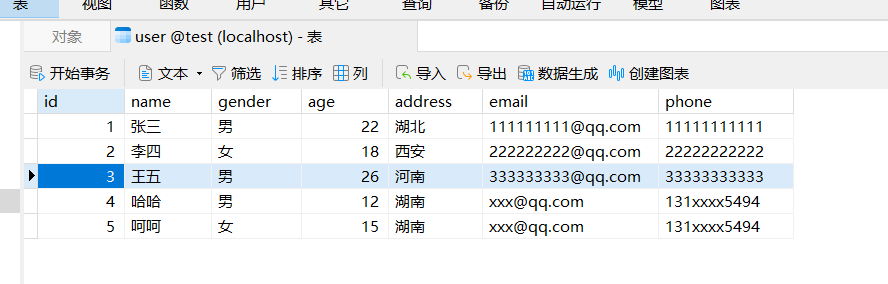 表 视图 函数 用户 其它 查询 备份 自动运行 模型 图表
对象 user @test (localhost) - 表
开始事务 文本 筛选 排序 列 导入 导出 数据生成 创建图表
id name gender age address email phone
1 张三 男 22 湖北 111111111@qq.com 11111111111
2 李四 女 18 西安 222222222@qq.com 22222222222
3 王五 男 26 河南 333333333@qq.com 33333333333
4 哈哈 男 12 湖南 xxx@qq.com 131xxxx5494
5 呵呵 女 15 湖南 xxx@qq.com 131xxxx5494